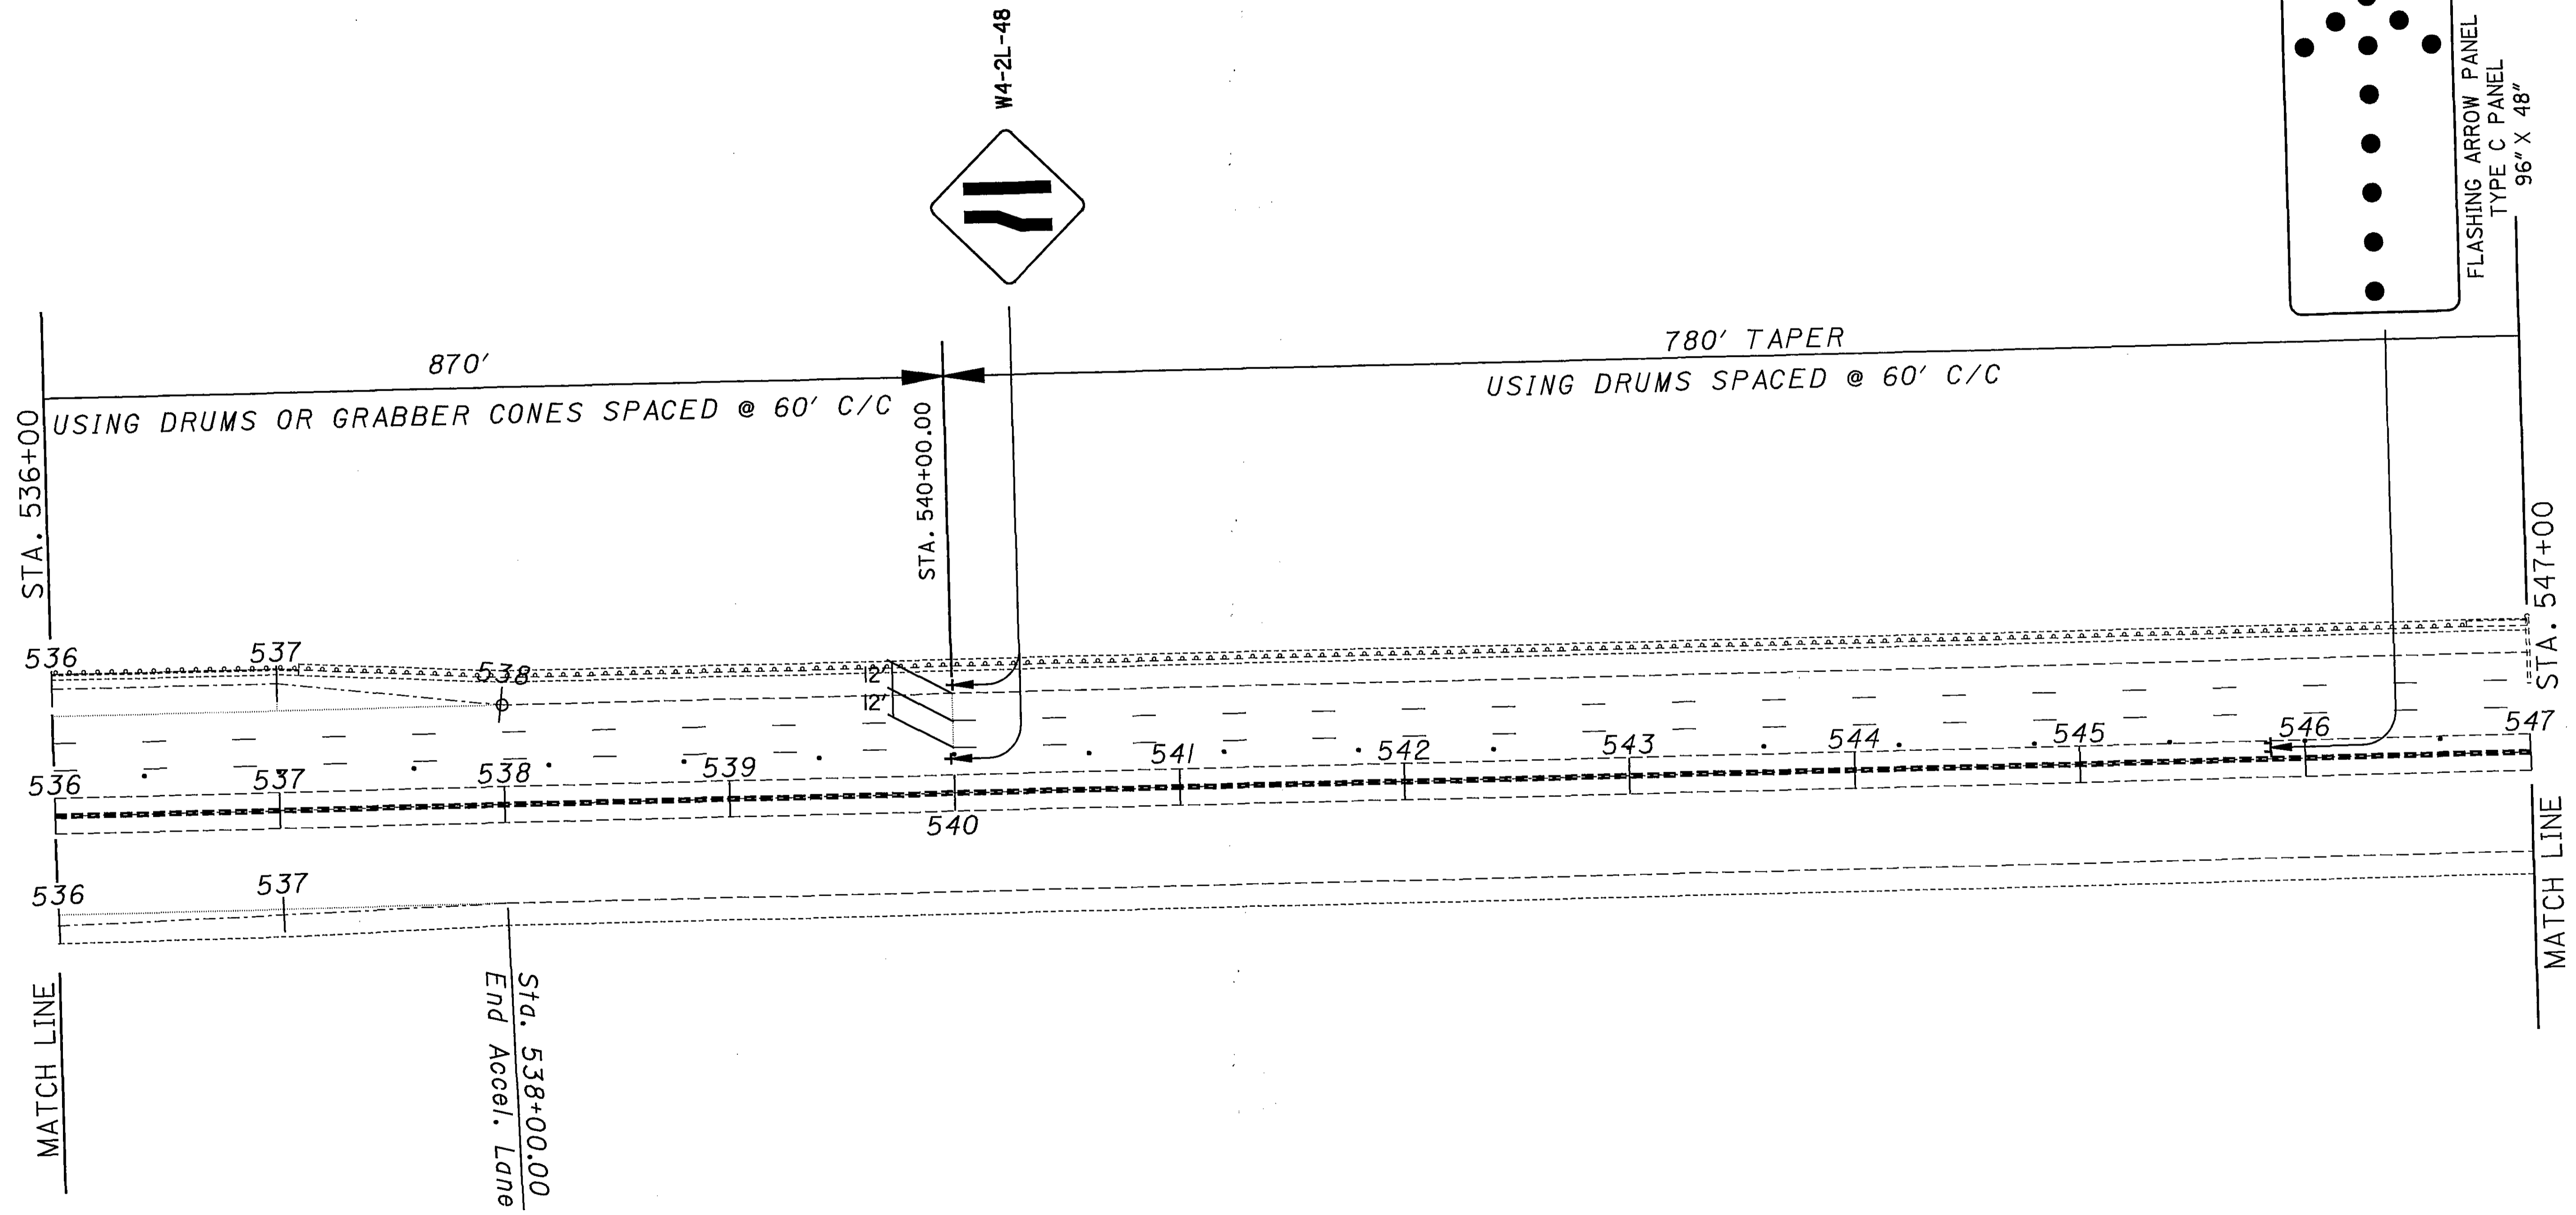 W4-2L-48
FLASHING ARROW PANEL
TYPE C PANEL
96" X 48"
870'
USING DRUMS OR GRABBER CONES SPACED @ 60' C/C
780' TAPER
USING DRUMS SPACED @ 60' C/C
STA. 536+00
STA. 540+00.00
STA. 547+00
536
537
538
12'
12'
536
537
538
539
540
541
542
543
544
545
546
547
536
537
MATCH LINE
Sta. 538+00.00
End Accel. Lane
MATCH LINE